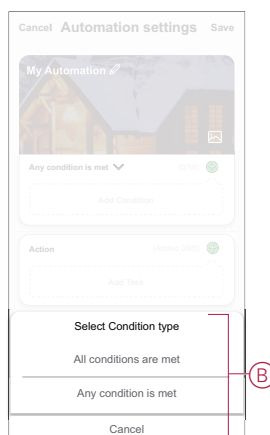 Cancel Automation settings Save
My Automation
Any condition is met
Add Condition
Action
Add Task
Select Condition type
All conditions are met
Any condition is met
Cancel
B